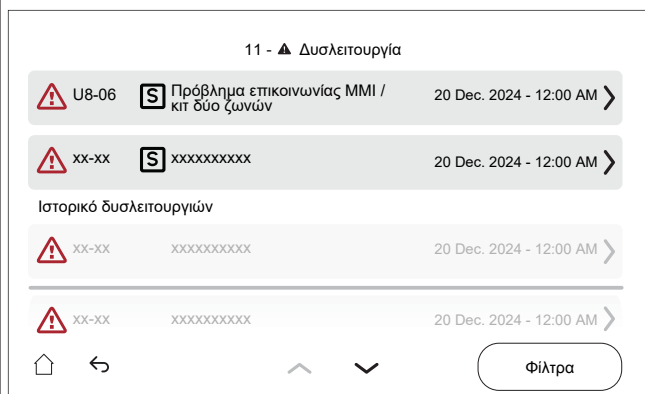 11 - Δυσλειτουργία
U8-06 S Πρόβλημα επικοινωνίας MMI / κιτ δύο ζωνών 20 Dec. 2024 - 12:00 AM
xx-xx S xxxxxxxxxx 20 Dec. 2024 - 12:00 AM
Ιστορικό δυσλειτουργιών
xx-xx xxxxxxxxxx 20 Dec. 2024 - 12:00 AM
xx-xx xxxxxxxxxx 20 Dec. 2024 - 12:00 AM
Φίλτρα